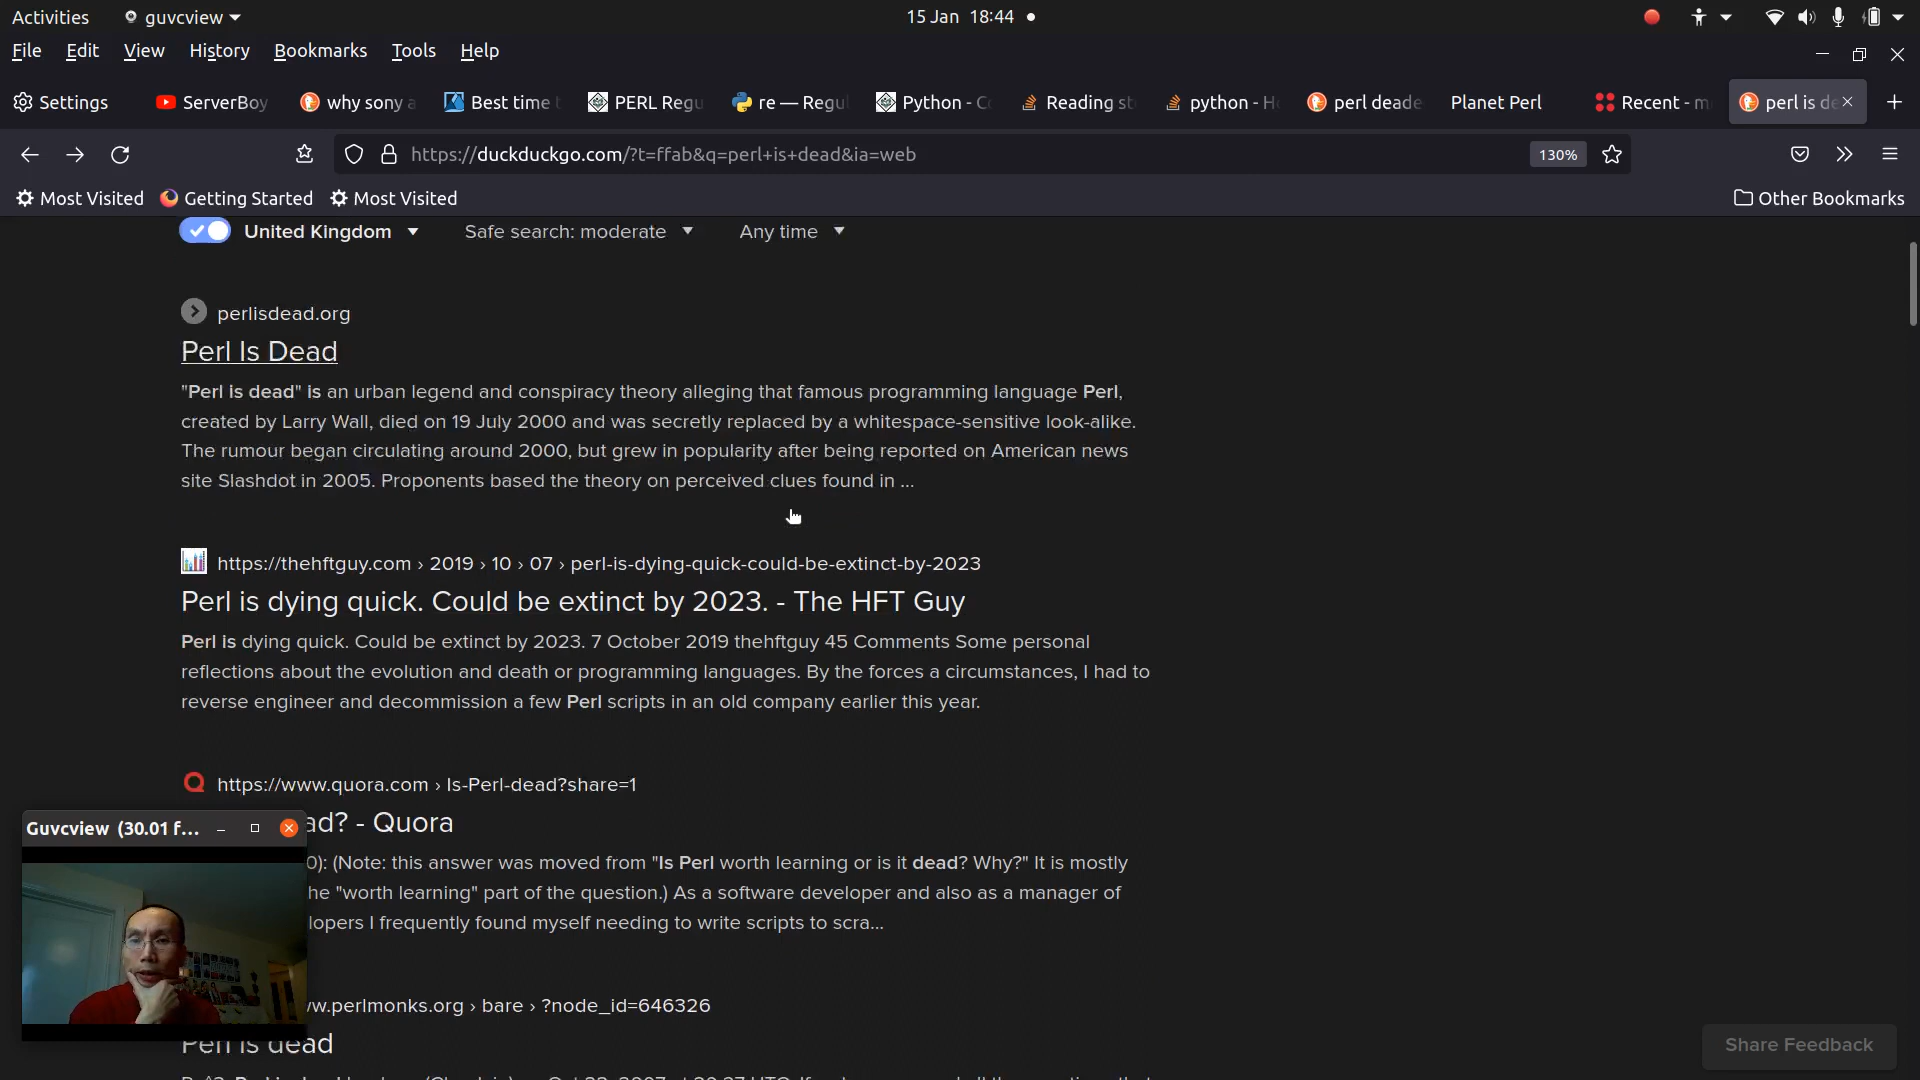 Activities guvcview 15 Jan 18:44
File Edit View History Bookmarks Tools Help
Settings ServerBoy why sony a Best time t PERL Regu re — Regul Python - Co Reading st python - Ho perl deade Planet Perl Recent - m perl is de
https://duckduckgo.com/?t=ffab&q=perl+is+dead&ia=web 130%
Most Visited Getting Started Most Visited Other Bookmarks
United Kingdom Safe search: moderate Any time
perlisdead.org
Perl Is Dead
"Perl is dead" is an urban legend and conspiracy theory alleging that famous programming language Perl,
created by Larry Wall, died on 19 July 2000 and was secretly replaced by a whitespace-sensitive look-alike.
The rumour began circulating around 2000, but grew in popularity after being reported on American news
site Slashdot in 2005. Proponents based the theory on perceived clues found in ...
https://thehftguy.com › 2019 › 10 › 07 › perl-is-dying-quick-could-be-extinct-by-2023
Perl is dying quick. Could be extinct by 2023. - The HFT Guy
Perl is dying quick. Could be extinct by 2023. 7 October 2019 thehftguy 45 Comments Some personal
reflections about the evolution and death or programming languages. By the forces a circumstances, I had to
reverse engineer and decommission a few Perl scripts in an old company earlier this year.
https://www.quora.com › Is-Perl-dead?share=1
ad? - Quora
0): (Note: this answer was moved from "Is Perl worth learning or is it dead? Why?" It is mostly
he "worth learning" part of the question.) As a software developer and also as a manager of
lopers I frequently found myself needing to write scripts to scra...
Guvcview (30.01 f...
w.perlmonks.org › bare › ?node_id=646326
Perl is dead
Share Feedback